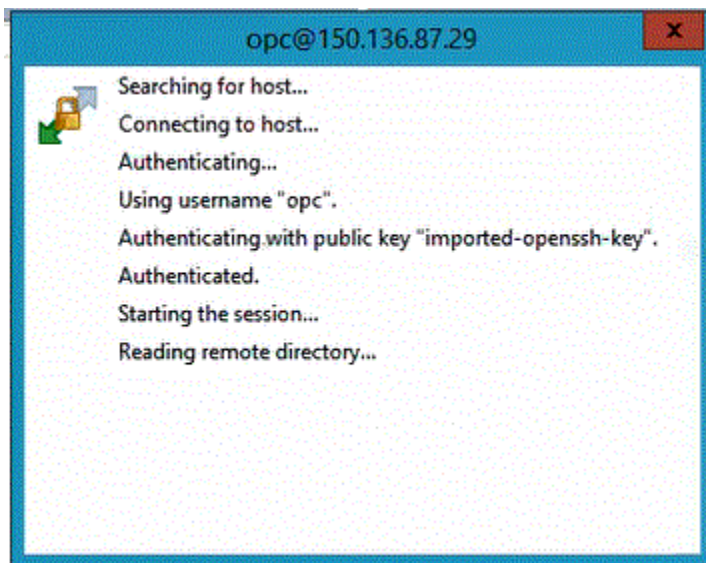 opc@150.136.87.29
Searching for host...
Connecting to host...
Authenticating...
Using username "opc".
Authenticating with public key "imported-openssh-key".
Authenticated.
Starting the session...
Reading remote directory...